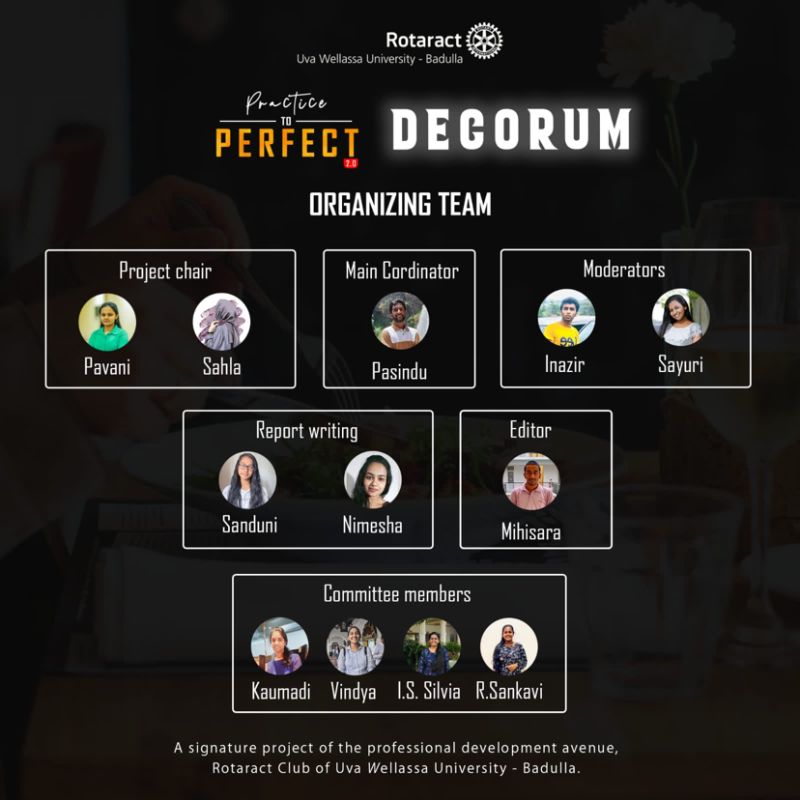 Rotaract
Uva Wellassa University - Badulla
Practice
TO
PERFECT
2.0
DECORUM
ORGANIZING TEAM
Project chair
Pavani
Sahla
Main Cordinator
Pasindu
Moderators
Inazir
Sayuri
Report writing
Sanduni
Nimesha
Editor
Mihisara
Committee members
Kaumadi
Vindya
I.S. Silvia
R.Sankavi
A signature project of the professional development avenue,
Rotaract Club of Uva Wellassa University - Badulla.